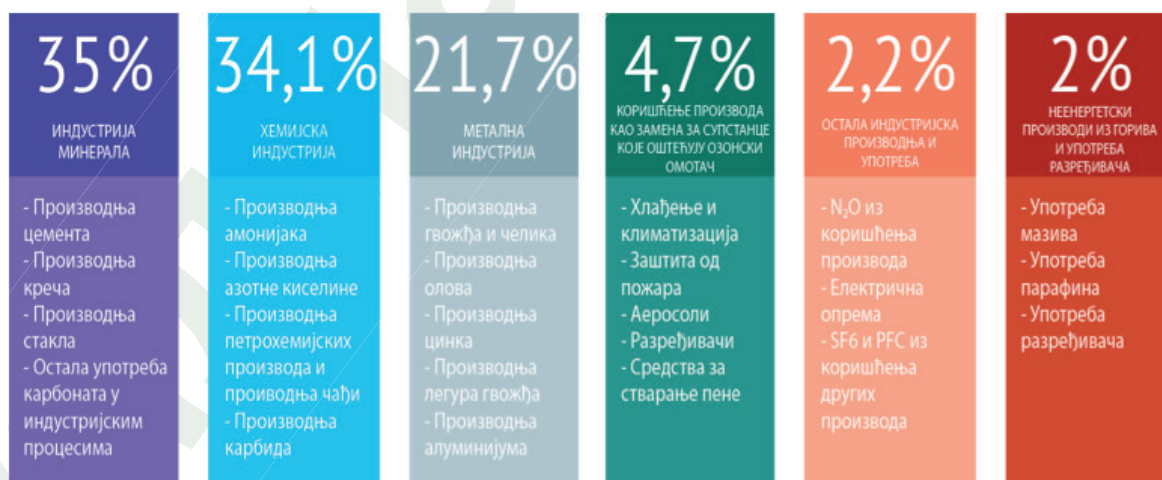 35%
ИНДУСТРИЈА
МИНЕРАЛА
- Производња
цемента
- Производња
креча
- Производња
стакла
- Остала употреба
карбоната у
индустријским
процесима
34,1%
ХЕМИЈСКА
ИНДУСТРИЈА
- Производња
амонијака
- Производња
азотне киселине
- Производња
петрохемијских
производа и
проиводња чађи
- Производња
карбида
21,7%
МЕТАЛНА
ИНДУСТРИЈА
- Производња
гвожђа и челика
- Производња
олова
- Производња
цинка
- Производња
легура гвожђа
- Производња
алуминијума
4,7%
КОРИШЋЕЊЕ ПРОИЗВОДА
КАО ЗАМЕНА ЗА СУПСТАНЦЕ
КОЈЕ ОШТЕЋУЈУ ОЗОНСКИ
ОМОТАЧ
- Хлађење и
климатизација
- Заштита од
пожара
- Аеросоли
- Разређивачи
- Средства за
стварање пене
2,2%
ОСТАЛА ИНДУСТРИЈСКА
ПРОИЗВОДЊА И
УПОТРЕБА
- N₂O из
коришћења
производа
- Електрична
опрема
- SF6 и PFC из
коришћења
других
производа
2%
НЕЕНЕРГЕТСКИ
ПРОИЗВОДИ ИЗ ГОРИВА
И УПОТРЕБА
РАЗРЕЂИВАЧА
- Употреба
мазива
- Употреба
парафина
- Употреба
разређивача